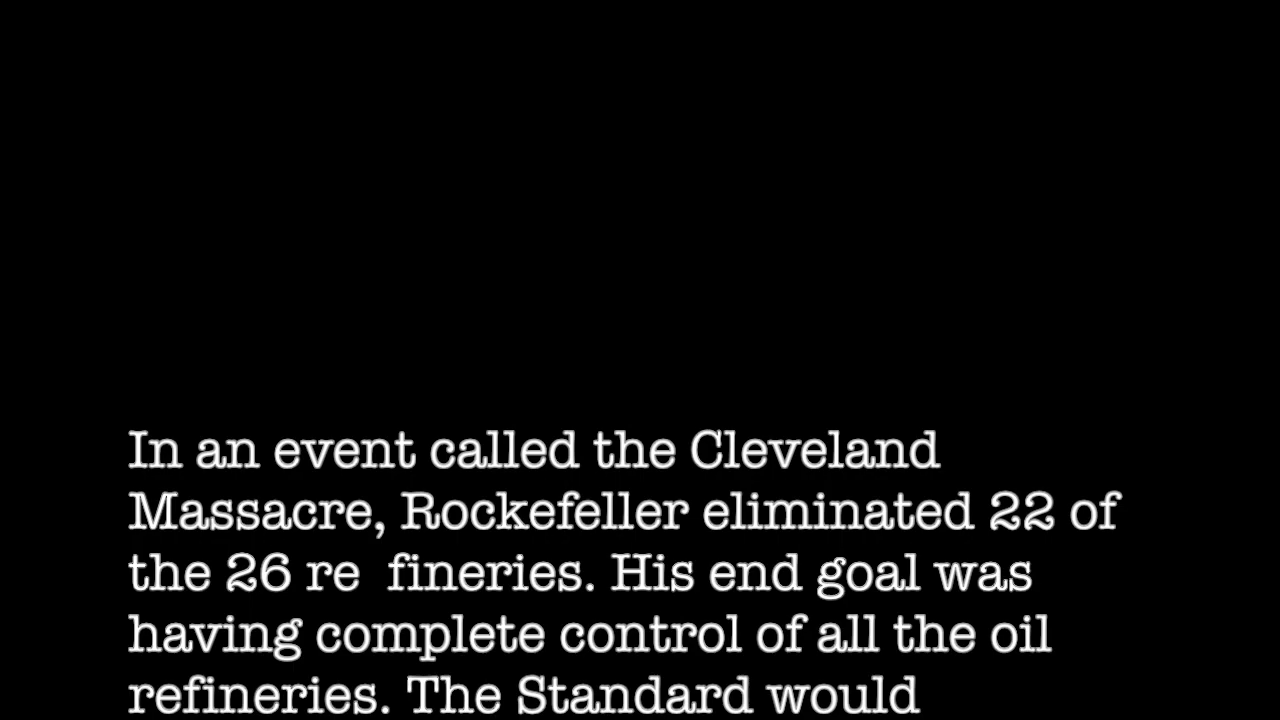 In an event called the Cleveland
Massacre, Rockefeller eliminated 22 of
the 26 re  fineries. His end goal was
having complete control of all the oil
refineries. The Standard would